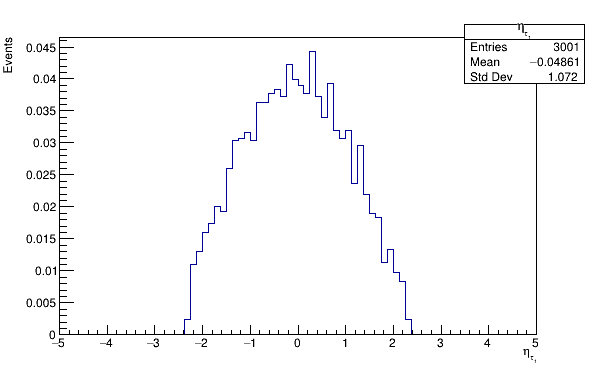 η_τ₁
Entries 3001
Mean −0.04861
Std Dev 1.072
Events
0.045
0.04
0.035
0.03
0.025
0.02
0.015
0.01
0.005
0
−5 −4 −3 −2 −1 0 1 2 3 4 5
η_τ₁